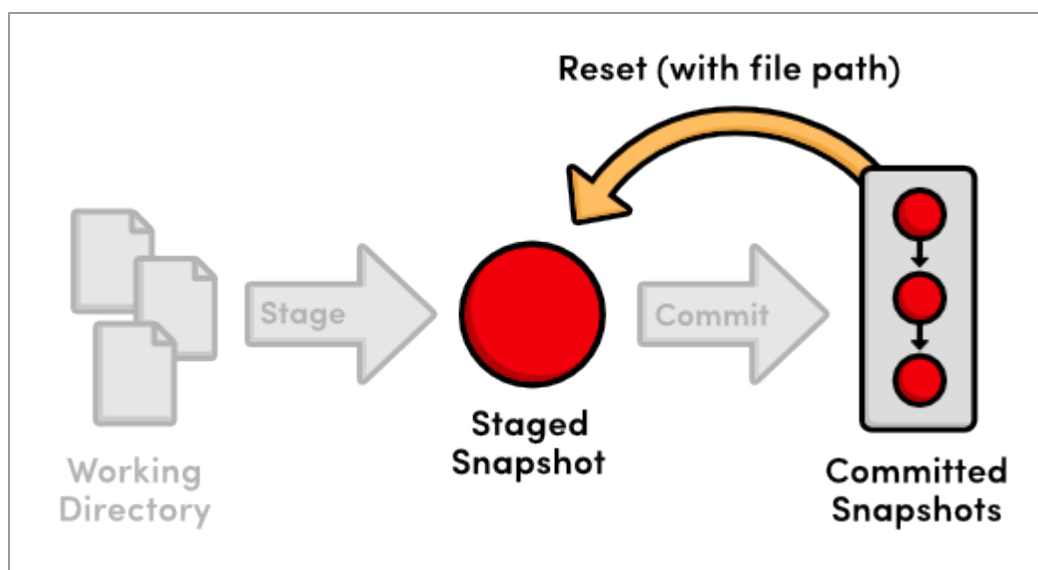 Reset (with file path)
Stage
Commit
Staged
Snapshot
Working
Directory
Committed
Snapshots